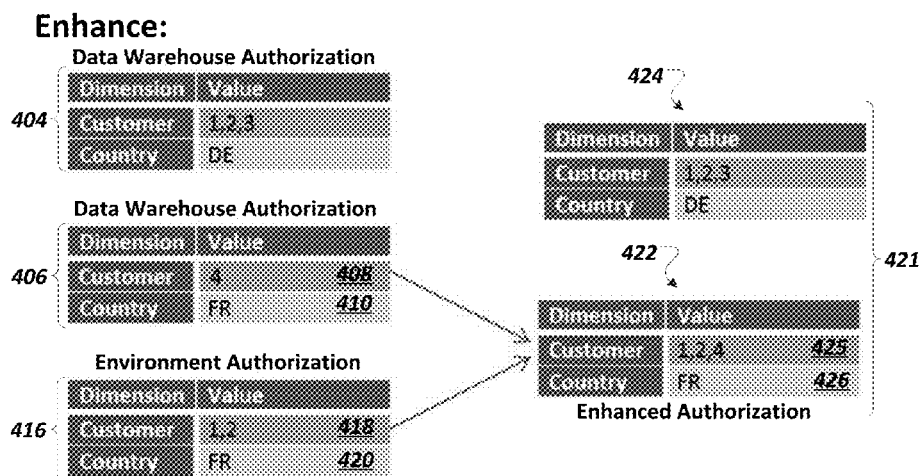 Enhance:
Data Warehouse Authorization
Dimension Value
404
Customer 1,2,3
Country DE
Data Warehouse Authorization
Dimension Value
406
Customer 4 408
Country FR 410
Environment Authorization
Dimension Value
416
Customer 1,2 418
Country FR 420
424
Dimension Value
Customer 1,2,3
Country DE
422
421
Dimension Value
Customer 1,2,4 425
Country FR 426
Enhanced Authorization